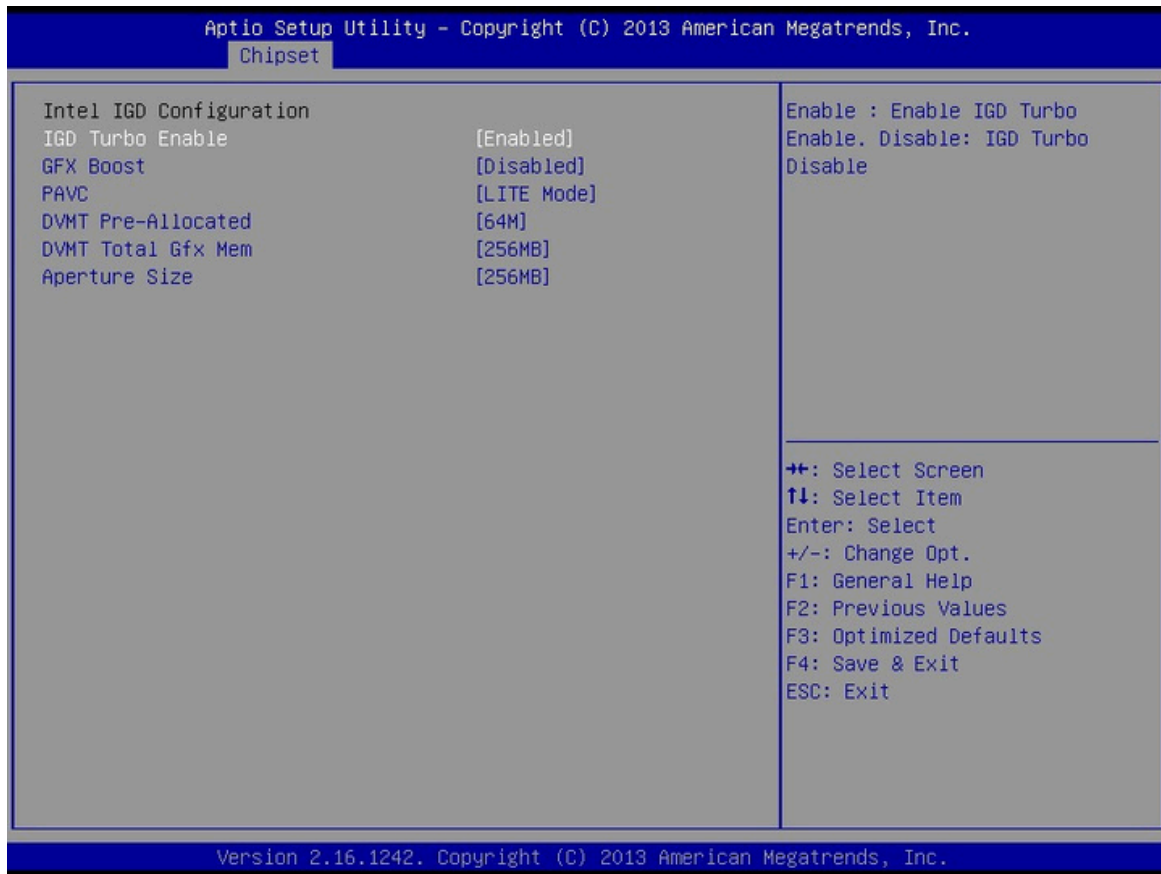 Aptio Setup Utility – Copyright (C) 2013 American Megatrends, Inc.
Chipset
Intel IGD Configuration
IGD Turbo Enable [Enabled]
GFX Boost [Disabled]
PAVC [LITE Mode]
DVMT Pre-Allocated [64M]
DVMT Total Gfx Mem [256MB]
Aperture Size [256MB]
Enable : Enable IGD Turbo
Enable. Disable: IGD Turbo
Disable
→←: Select Screen
↑↓: Select Item
Enter: Select
+/-: Change Opt.
F1: General Help
F2: Previous Values
F3: Optimized Defaults
F4: Save & Exit
ESC: Exit
Version 2.16.1242. Copyright (C) 2013 American Megatrends, Inc.